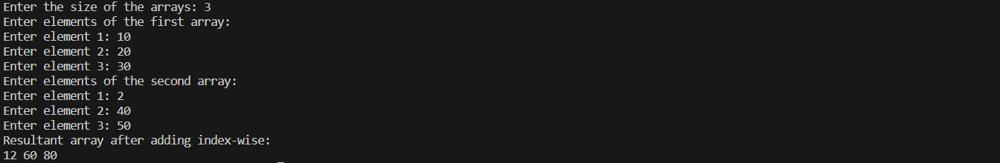 Enter the size of the arrays: 3
Enter elements of the first array:
Enter element 1: 10
Enter element 2: 20
Enter element 3: 30
Enter elements of the second array:
Enter element 1: 2
Enter element 2: 40
Enter element 3: 50
Resultant array after adding index-wise:
12 60 80